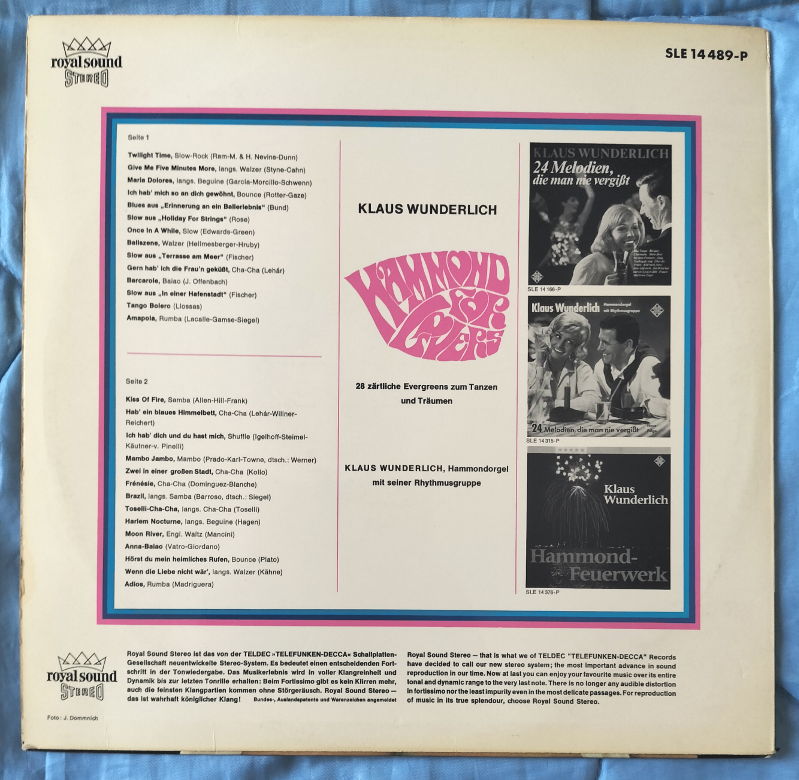 royal sound
STEREO
SLE 14 489-P
Seite 1
Twilight Time, Slow-Rock (Ram-M. & H. Nevins-Dunn)
Give Me Five Minutes More, langs. Walzer (Styne-Cahn)
Maria Dolores, langs. Beguine (Garcia-Morcillo-Schwenn)
Ich hab' mich so an dich gewöhnt, Bounce (Rotter-Gaze)
Blues aus „Erinnerung an ein Ballerlebnis" (Bund)
Slow aus „Holiday For Strings" (Rose)
Once In A While, Slow (Edwards-Green)
Ballszene, Walzer (Hellmesberger-Hruby)
Slow aus „Terrasse am Meer" (Fischer)
Gern hab' ich die Frau'n geküßt, Cha-Cha (Lehár)
Barcarole, Baiao (J. Offenbach)
Slow aus „In einer Hafenstadt" (Fischer)
Tango Bolero (Llossas)
Amapola, Rumba (Lacalle-Gamse-Siegel)
Seite 2
Kiss Of Fire, Samba (Allen-Hill-Frank)
Hab' ein blaues Himmelbett, Cha-Cha (Lehár-Willner-
Reichert)
Ich hab' dich und du hast mich, Shuffle (Igelhoff-Steimel-
Käutner-v. Pinelli)
Mambo Jambo, Mambo (Prado-Karl-Towne, dtsch.: Werner)
Zwei in einer großen Stadt, Cha-Cha (Kollo)
Frénésie, Cha-Cha (Dominguez-Blanche)
Brazil, langs. Samba (Barroso, dtsch.: Siegel)
Toselli-Cha-Cha, langs. Cha-Cha (Toselli)
Harlem Nocturne, langs. Beguine (Hagen)
Moon River, Engl. Waltz (Mancini)
Anna-Baiao (Vatro-Giordano)
Hörst du mein heimliches Rufen, Bounce (Plato)
Wenn die Liebe nicht wär', langs. Walzer (Kähne)
Adios, Rumba (Madriguera)
KLAUS WUNDERLICH
HAMMOND
FOR
LOVERS
28 zärtliche Evergreens zum Tanzen
und Träumen
KLAUS WUNDERLICH, Hammondorgel
mit seiner Rhythmusgruppe
KLAUS WUNDERLICH
24 Melodien,
die man nie vergißt
SLE 14 166-P
Klaus Wunderlich
Hammondorgel
mit Rhythmusgruppe
24 Melodien, die man nie vergißt
SLE 14 315-P
Klaus
Wunderlich
Hammond-
Feuerwerk
SLE 14 376-P
royal sound
STEREO
Foto: J. Dommnich
Royal Sound Stereo ist das von der TELDEC »TELEFUNKEN-DECCA« Schallplatten-
Gesellschaft neuentwickelte Stereo-System. Es bedeutet einen entscheidenden Fort-
schritt in der Tonwiedergabe. Das Musikerlebnis wird in voller Klangreinheit und
Dynamik bis zur letzten Tonrille erhalten: Beim Fortissimo gibt es kein Klirren mehr,
auch die feinsten Klangpartien kommen ohne Störgeräusch. Royal Sound Stereo —
das ist wahrhaft königlicher Klang! Bundes-, Auslandspatente und Warenzeichen angemeldet
Royal Sound Stereo — that is what we of TELDEC "TELEFUNKEN-DECCA" Records
have decided to call our new stereo system; the most important advance in sound
reproduction in our time. Now at last you can enjoy your favourite music over its entire
tonal and dynamic range to the very last note. There is no longer any audible distortion
in fortissimo nor the least impurity even in the most delicate passages. For reproduction
of music in its true splendour, choose Royal Sound Stereo.